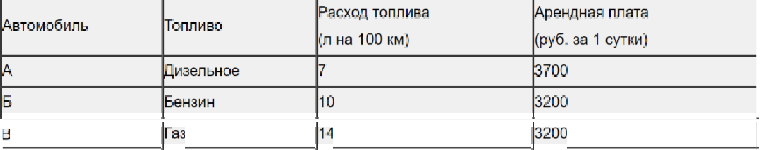 Автомобиль Топливо Расход топлива (л на 100 км) Арендная плата (руб. за 1 сутки)
А Дизельное 7 3700
Б Бензин 10 3200
В Газ 14 3200